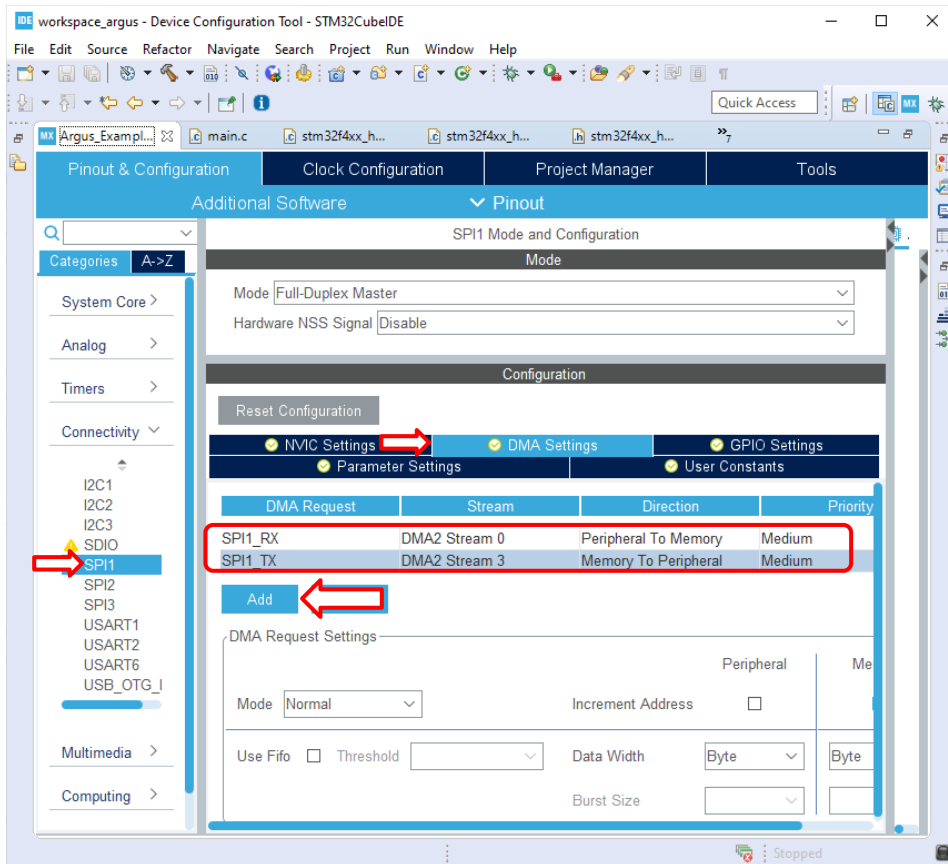 IDE workspace_argus - Device Configuration Tool - STM32CubeIDE
File Edit Source Refactor Navigate Search Project Run Window Help
Quick Access
MX
MX Argus_Exampl... main.c stm32f4xx_h... stm32f4xx_h... stm32f4xx_h... »7
Pinout & Configuration Clock Configuration Project Manager Tools
Additional Software Pinout
SPI1 Mode and Configuration
Categories A->Z
Mode
System Core
Mode Full-Duplex Master
Hardware NSS Signal Disable
Analog
Configuration
Timers
Reset Configuration
Connectivity
NVIC Settings DMA Settings GPIO Settings
Parameter Settings User Constants
I2C1
I2C2
I2C3
SDIO
SPI1
SPI2
SPI3
USART1
USART2
USART6
USB_OTG_I
DMA Request Stream Direction Priority
SPI1_RX DMA2 Stream 0 Peripheral To Memory Medium
SPI1_TX DMA2 Stream 3 Memory To Peripheral Medium
Add
DMA Request Settings
Peripheral Me
Mode Normal Increment Address
Use Fifo Threshold Data Width Byte Byte
Burst Size
Multimedia
Computing
Stopped